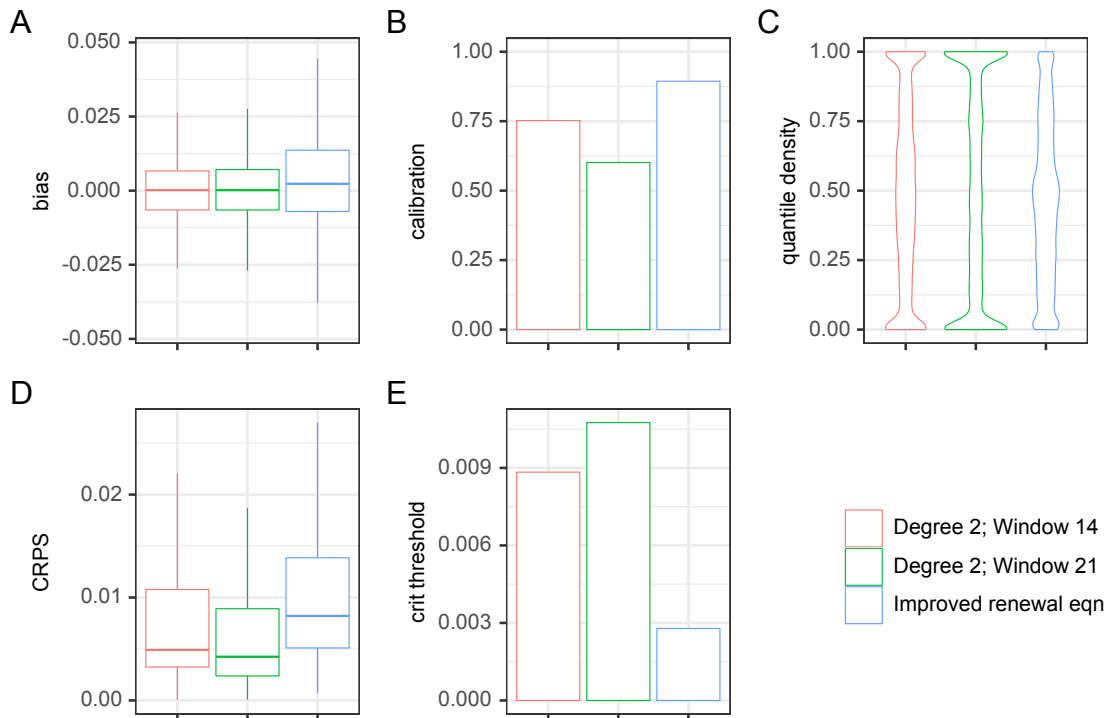 A
bias
0.050
0.025
0.000
-0.025
-0.050
B
calibration
1.00
0.75
0.50
0.25
0.00
C
quantile density
1.00
0.75
0.50
0.25
0.00
D
CRPS
0.02
0.01
0.00
E
crit threshold
0.009
0.006
0.003
0.000
Degree 2; Window 14
Degree 2; Window 21
Improved renewal eqn